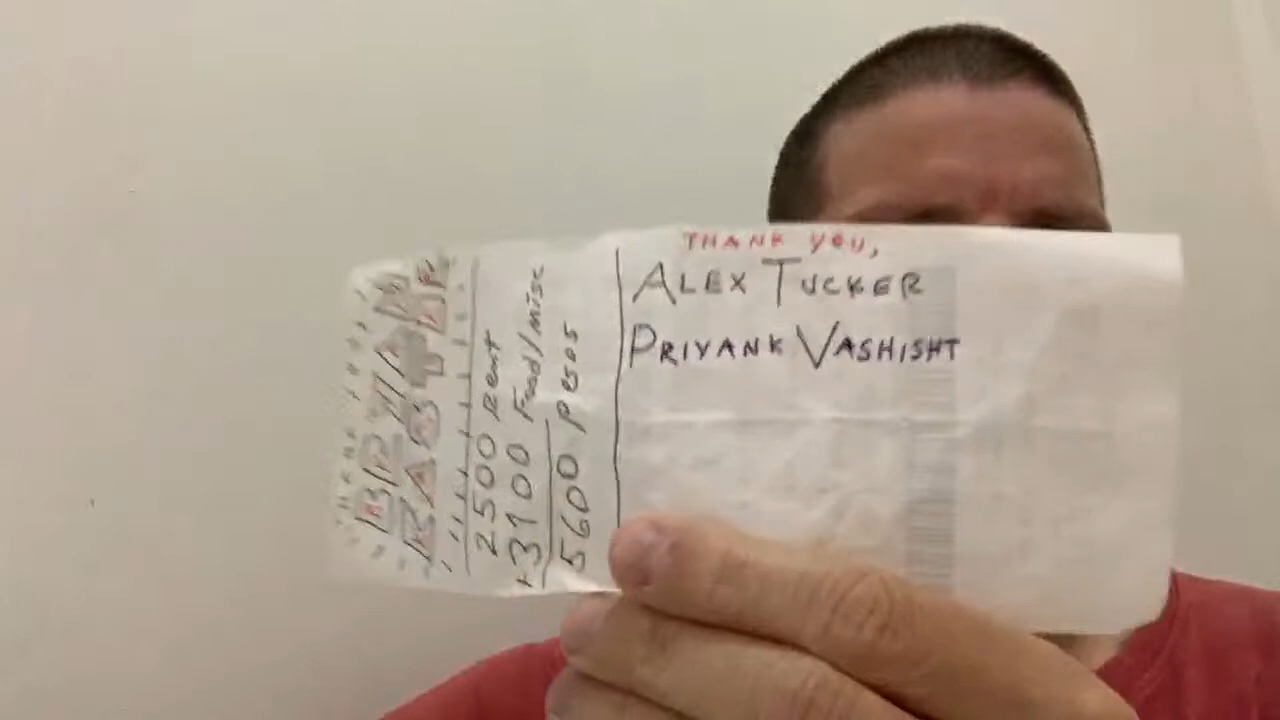 THANK YOU,
ALEX TUCKER
PRIYANK VASHISHT
2500 Rent
+3100 Food/Misc
5600 pesos